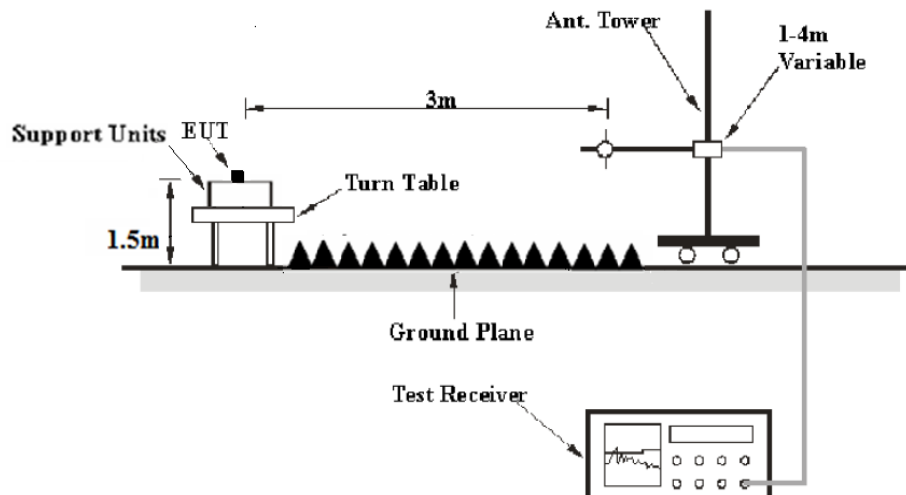 Ant. Tower
1-4m
Variable
3m
Support Units
EUT
Turn Table
1.5m
Ground Plane
Test Receiver